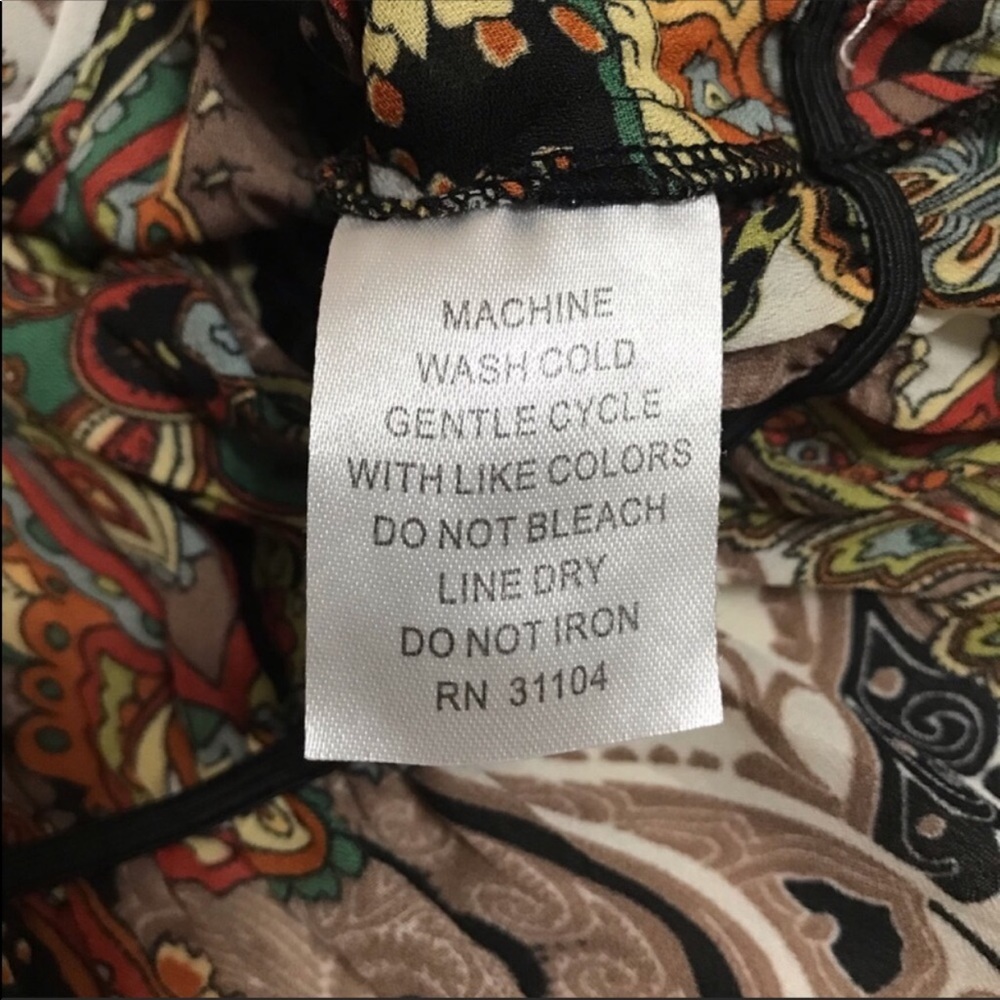 MACHINE
WASH COLD
GENTLE CYCLE
WITH LIKE COLORS
DO NOT BLEACH
LINE DRY
DO NOT IRON
RN 31104